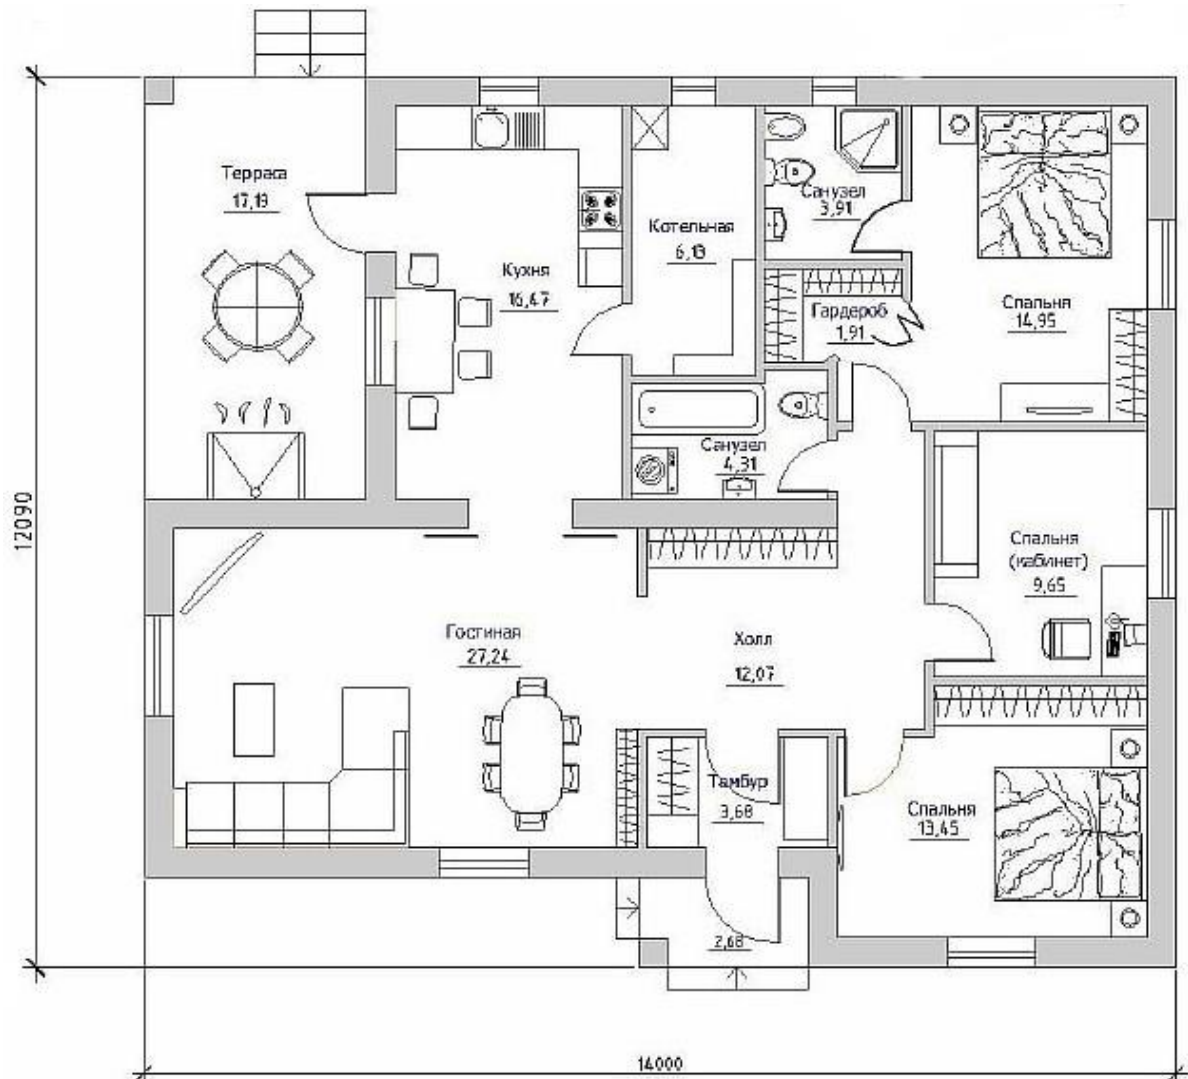 Терраса
17,19
Кухня
16,47
Котельная
6,13
Санузел
3,91
Гардероб
1,91
Спальня
14,95
Санузел
4,31
Спальня
(кабинет)
9,65
Гостиная
27,24
Холл
12,07
Тамбур
3,68
Спальня
13,45
2,68
12090
14000